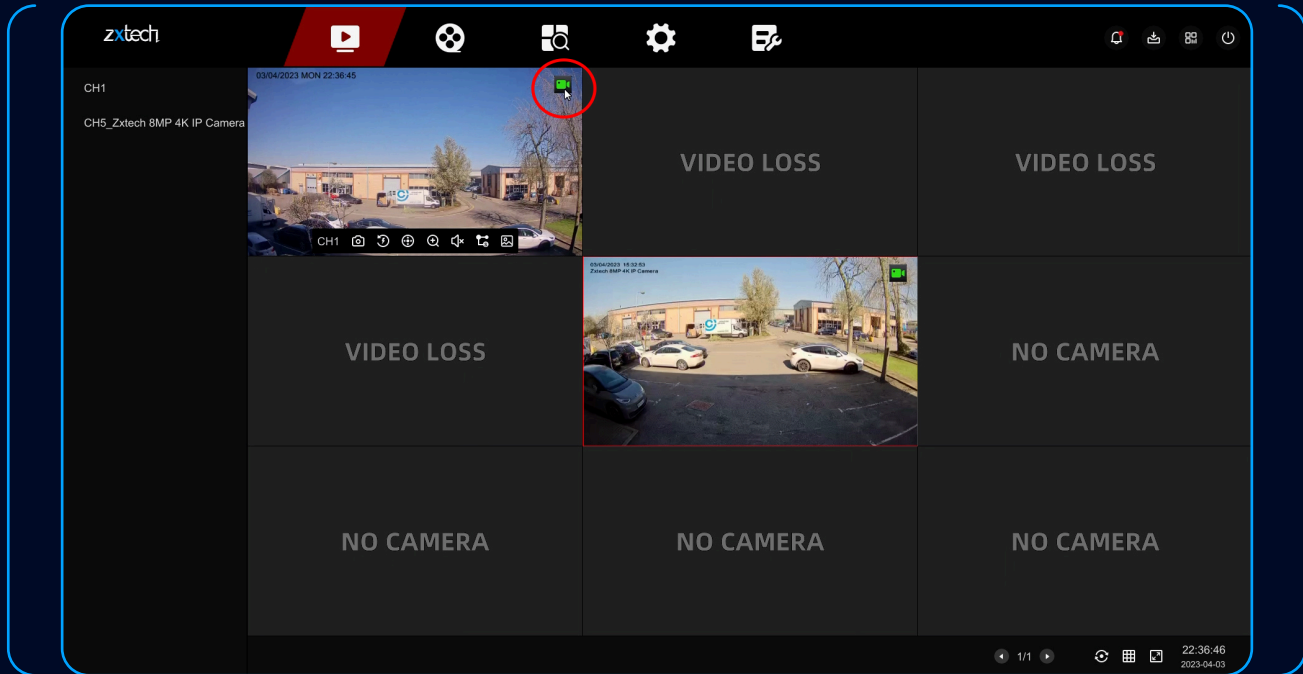 zxtech
CH1
CH5_Zxtech 8MP 4K IP Camera
03/04/2023 MON 22:36:45
CH1
VIDEO LOSS
VIDEO LOSS
VIDEO LOSS
03/04/2023 15:32:53
Zxtech 8MP 4K IP Camera
NO CAMERA
NO CAMERA
NO CAMERA
NO CAMERA
1/1
22:36:46
2023-04-03